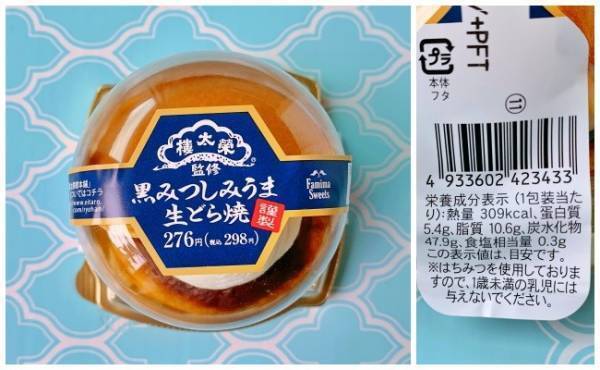 榮太樓
監修
黒みつしみうま
生どら焼
謹製
276円(税込 298円)
Famima
Sweets
V+PFT
プラ
本体
フタ
⑪
4 933602 423433
栄養成分表示 (1包装当た
り):熱量 309kcal、蛋白質
5.4g、脂質 10.6g、炭水化物
47.9g、食塩相当量 0.3g
この表示値は、目安です。
※はちみつを使用しておりま
すので、1歳未満の乳児には
与えないでください。